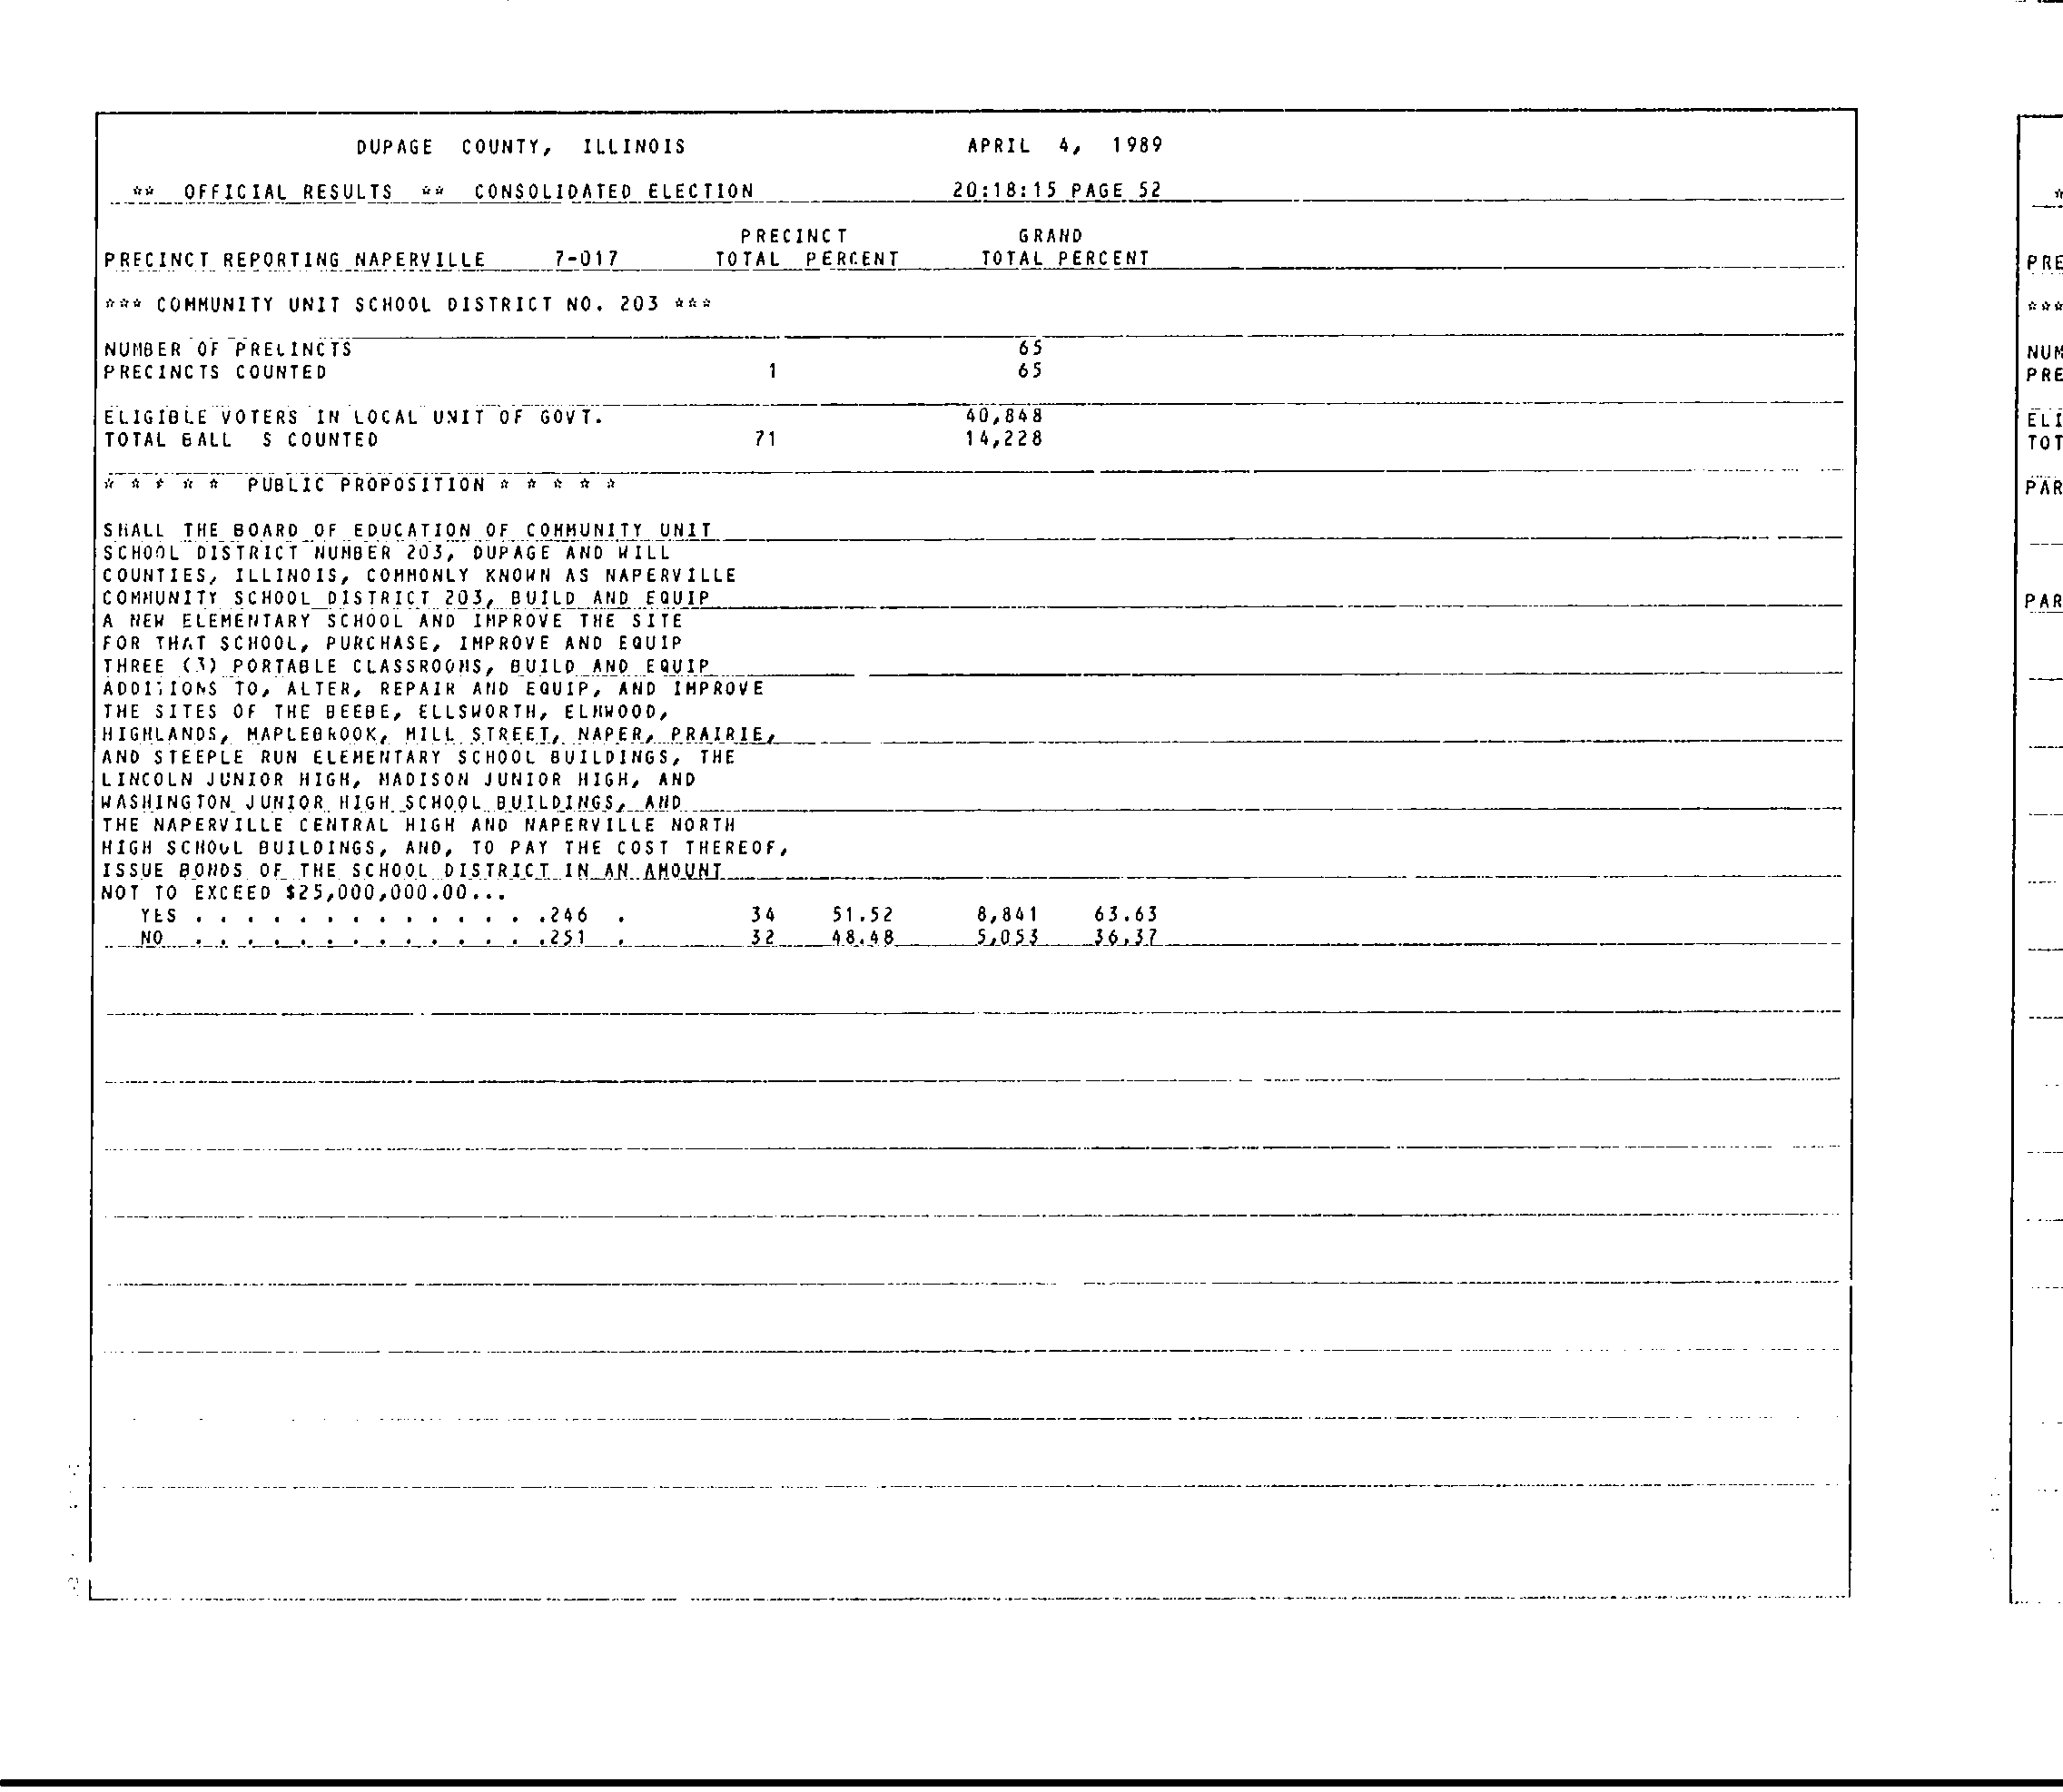 DUPAGE COUNTY, ILLINOIS APRIL 4, 1989
** OFFICIAL RESULTS ** CONSOLIDATED ELECTION 20:18:15 PAGE 52
PRECINCT GRAND
PRECINCT REPORTING NAPERVILLE 7-017 TOTAL PERCENT TOTAL PERCENT
*** COMMUNITY UNIT SCHOOL DISTRICT NO. 203 ***
NUMBER OF PRECINCTS 65
PRECINCTS COUNTED 1 65
ELIGIBLE VOTERS IN LOCAL UNIT OF GOVT. 40,848
TOTAL BALL S COUNTED 71 14,228
* * * * * PUBLIC PROPOSITION * * * * *
SHALL THE BOARD OF EDUCATION OF COMMUNITY UNIT
SCHOOL DISTRICT NUMBER 203, DUPAGE AND WILL
COUNTIES, ILLINOIS, COMMONLY KNOWN AS NAPERVILLE
COMMUNITY SCHOOL DISTRICT 203, BUILD AND EQUIP
A NEW ELEMENTARY SCHOOL AND IMPROVE THE SITE
FOR THAT SCHOOL, PURCHASE, IMPROVE AND EQUIP
THREE (3) PORTABLE CLASSROOMS, BUILD AND EQUIP
ADDITIONS TO, ALTER, REPAIR AND EQUIP, AND IMPROVE
THE SITES OF THE BEEBE, ELLSWORTH, ELMWOOD,
HIGHLANDS, MAPLEBROOK, MILL STREET, NAPER, PRAIRIE,
AND STEEPLE RUN ELEMENTARY SCHOOL BUILDINGS, THE
LINCOLN JUNIOR HIGH, MADISON JUNIOR HIGH, AND
WASHINGTON JUNIOR HIGH SCHOOL BUILDINGS, AND
THE NAPERVILLE CENTRAL HIGH AND NAPERVILLE NORTH
HIGH SCHOOL BUILDINGS, AND, TO PAY THE COST THEREOF,
ISSUE BONDS OF THE SCHOOL DISTRICT IN AN AMOUNT
NOT TO EXCEED $25,000,000.00...
YES . . . . . . . . . . . . . .246 . 34 51.52 8,841 63.63
NO . . . . . . . . . . . . . .251 . 32 48.48 5,053 36.37
PRE
***
NUM
PRE
ELI
TOT
PAR
PAR